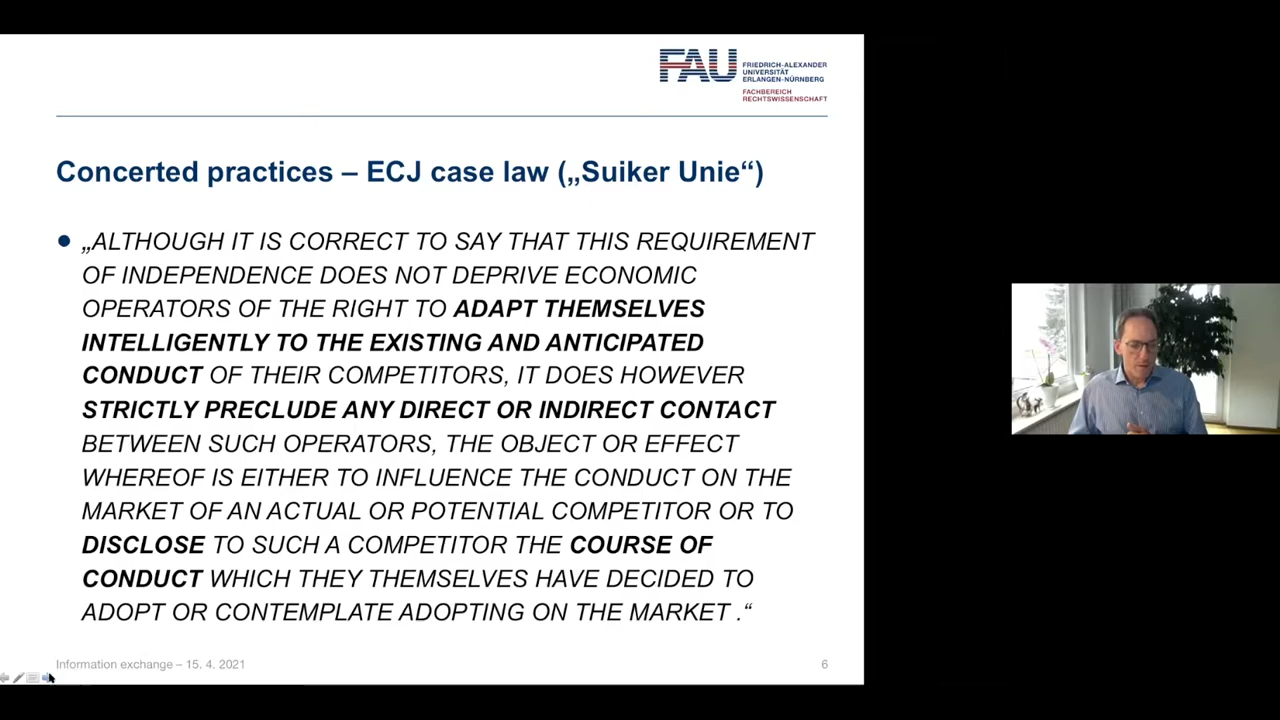 FAU
FRIEDRICH-ALEXANDER
UNIVERSITÄT
ERLANGEN-NÜRNBERG
FACHBEREICH
RECHTSWISSENSCHAFT
Concerted practices – ECJ case law („Suiker Unie“)
„ALTHOUGH IT IS CORRECT TO SAY THAT THIS REQUIREMENT
OF INDEPENDENCE DOES NOT DEPRIVE ECONOMIC
OPERATORS OF THE RIGHT TO ADAPT THEMSELVES
INTELLIGENTLY TO THE EXISTING AND ANTICIPATED
CONDUCT OF THEIR COMPETITORS, IT DOES HOWEVER
STRICTLY PRECLUDE ANY DIRECT OR INDIRECT CONTACT
BETWEEN SUCH OPERATORS, THE OBJECT OR EFFECT
WHEREOF IS EITHER TO INFLUENCE THE CONDUCT ON THE
MARKET OF AN ACTUAL OR POTENTIAL COMPETITOR OR TO
DISCLOSE TO SUCH A COMPETITOR THE COURSE OF
CONDUCT WHICH THEY THEMSELVES HAVE DECIDED TO
ADOPT OR CONTEMPLATE ADOPTING ON THE MARKET .“
Information exchange – 15. 4. 2021
6